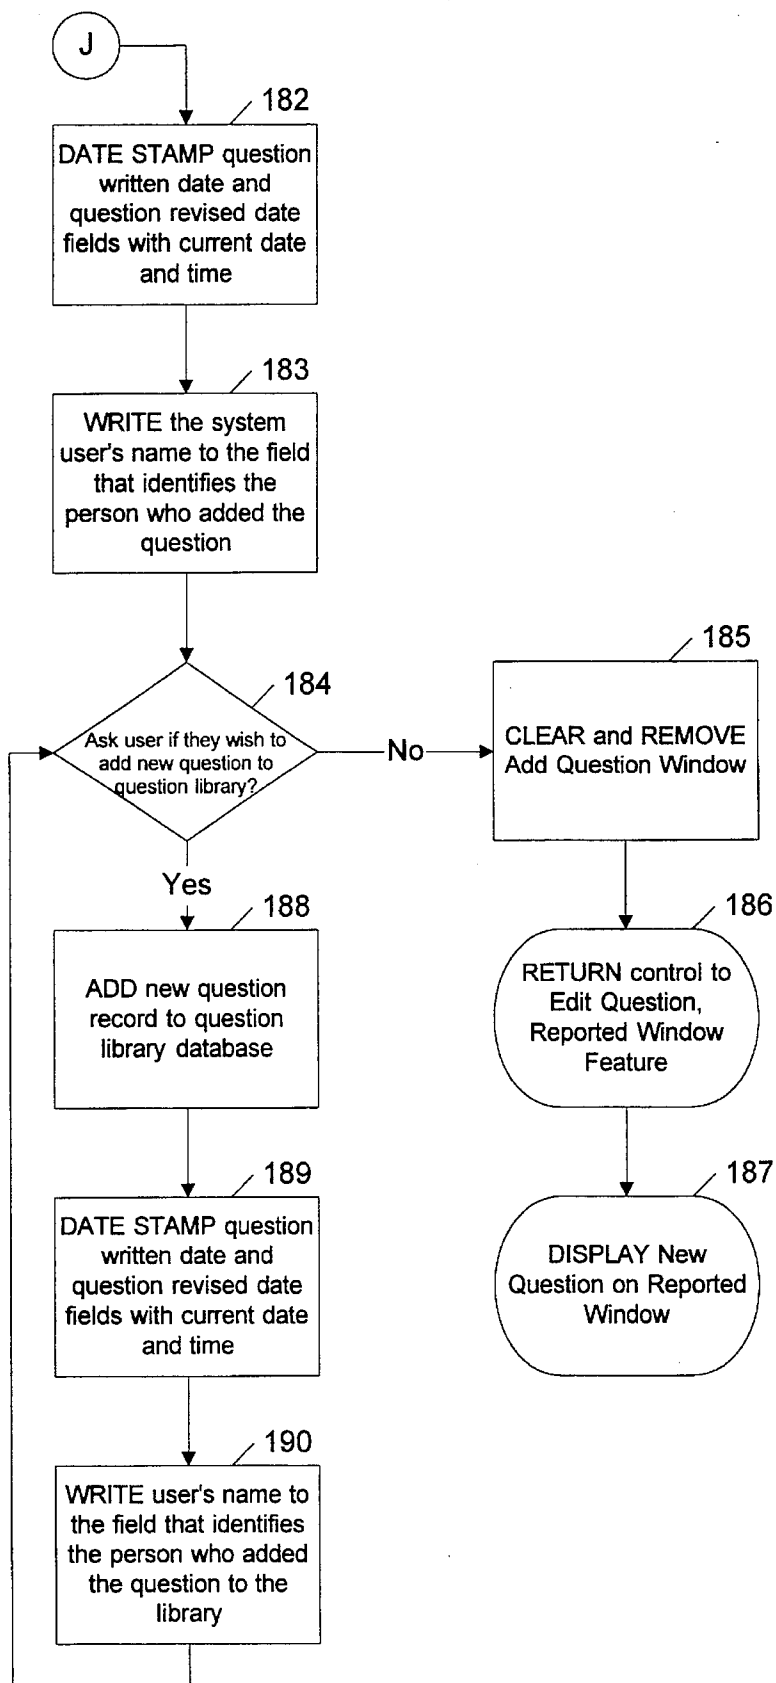 J
182
DATE STAMP question
written date and
question revised date
fields with current date
and time
183
WRITE the system
user's name to the field
that identifies the
person who added the
question
184
Ask user if they wish to
add new question to
question library?
No
185
CLEAR and REMOVE
Add Question Window
Yes
186
RETURN control to
Edit Question,
Reported Window
Feature
187
DISPLAY New
Question on Reported
Window
188
ADD new question
record to question
library database
189
DATE STAMP question
written date and
question revised date
fields with current date
and time
190
WRITE user's name to
the field that identifies
the person who added
the question to the
library